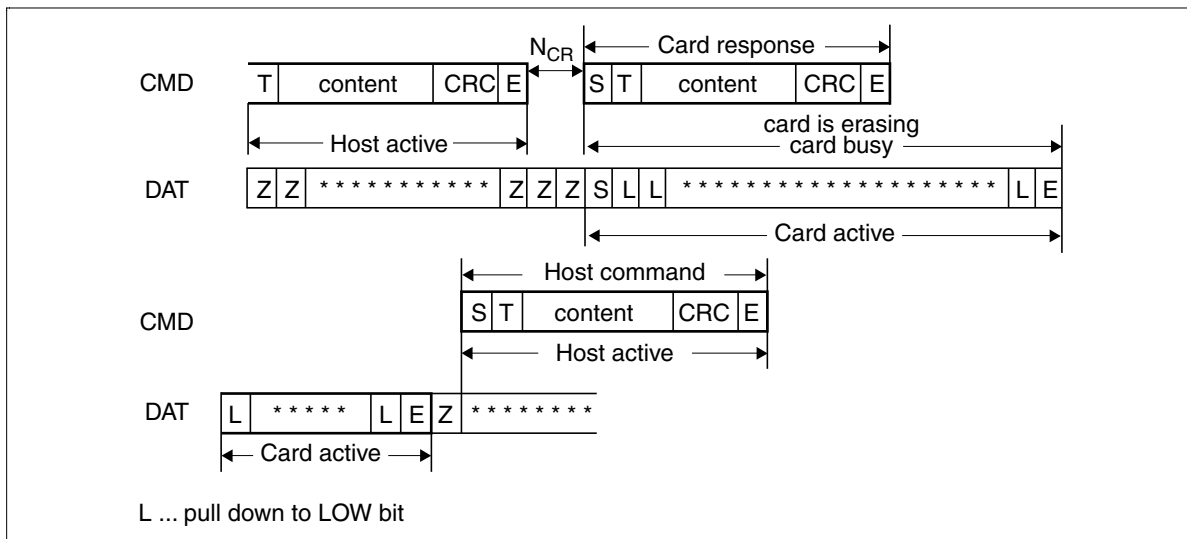 N_CR Card response
CMD T content CRC E S T content CRC E
card is erasing
Host active card busy
DAT Z Z * * * * * * * * * * * Z Z Z S L L * * * * * * * * * * * * * * * * * * * * L E
Card active
Host command
S T content CRC E
CMD
Host active
DAT L * * * * * L E Z * * * * * * * *
Card active
L ... pull down to LOW bit